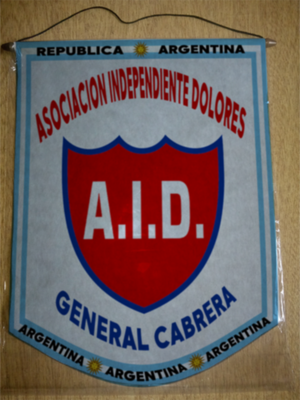 REPUBLICA ARGENTINA
ASOCIACION INDEPENDIENTE DOLORES
A.I.D.
GENERAL CABRERA
ARGENTINA ARGENTINA ARGENTINA